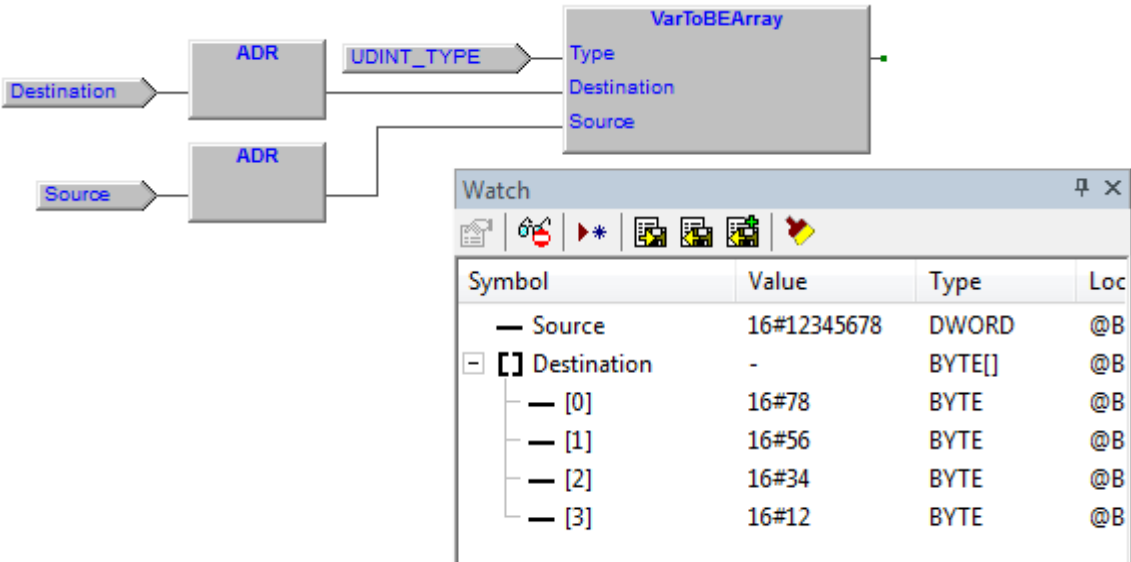 VarToBEArray
ADR
UDINT_TYPE
Type
Destination
Destination
Source
ADR
Source
Watch
Symbol Value Type Loc
Source 16#12345678 DWORD @B
Destination - BYTE[] @B
[0] 16#78 BYTE @B
[1] 16#56 BYTE @B
[2] 16#34 BYTE @B
[3] 16#12 BYTE @B